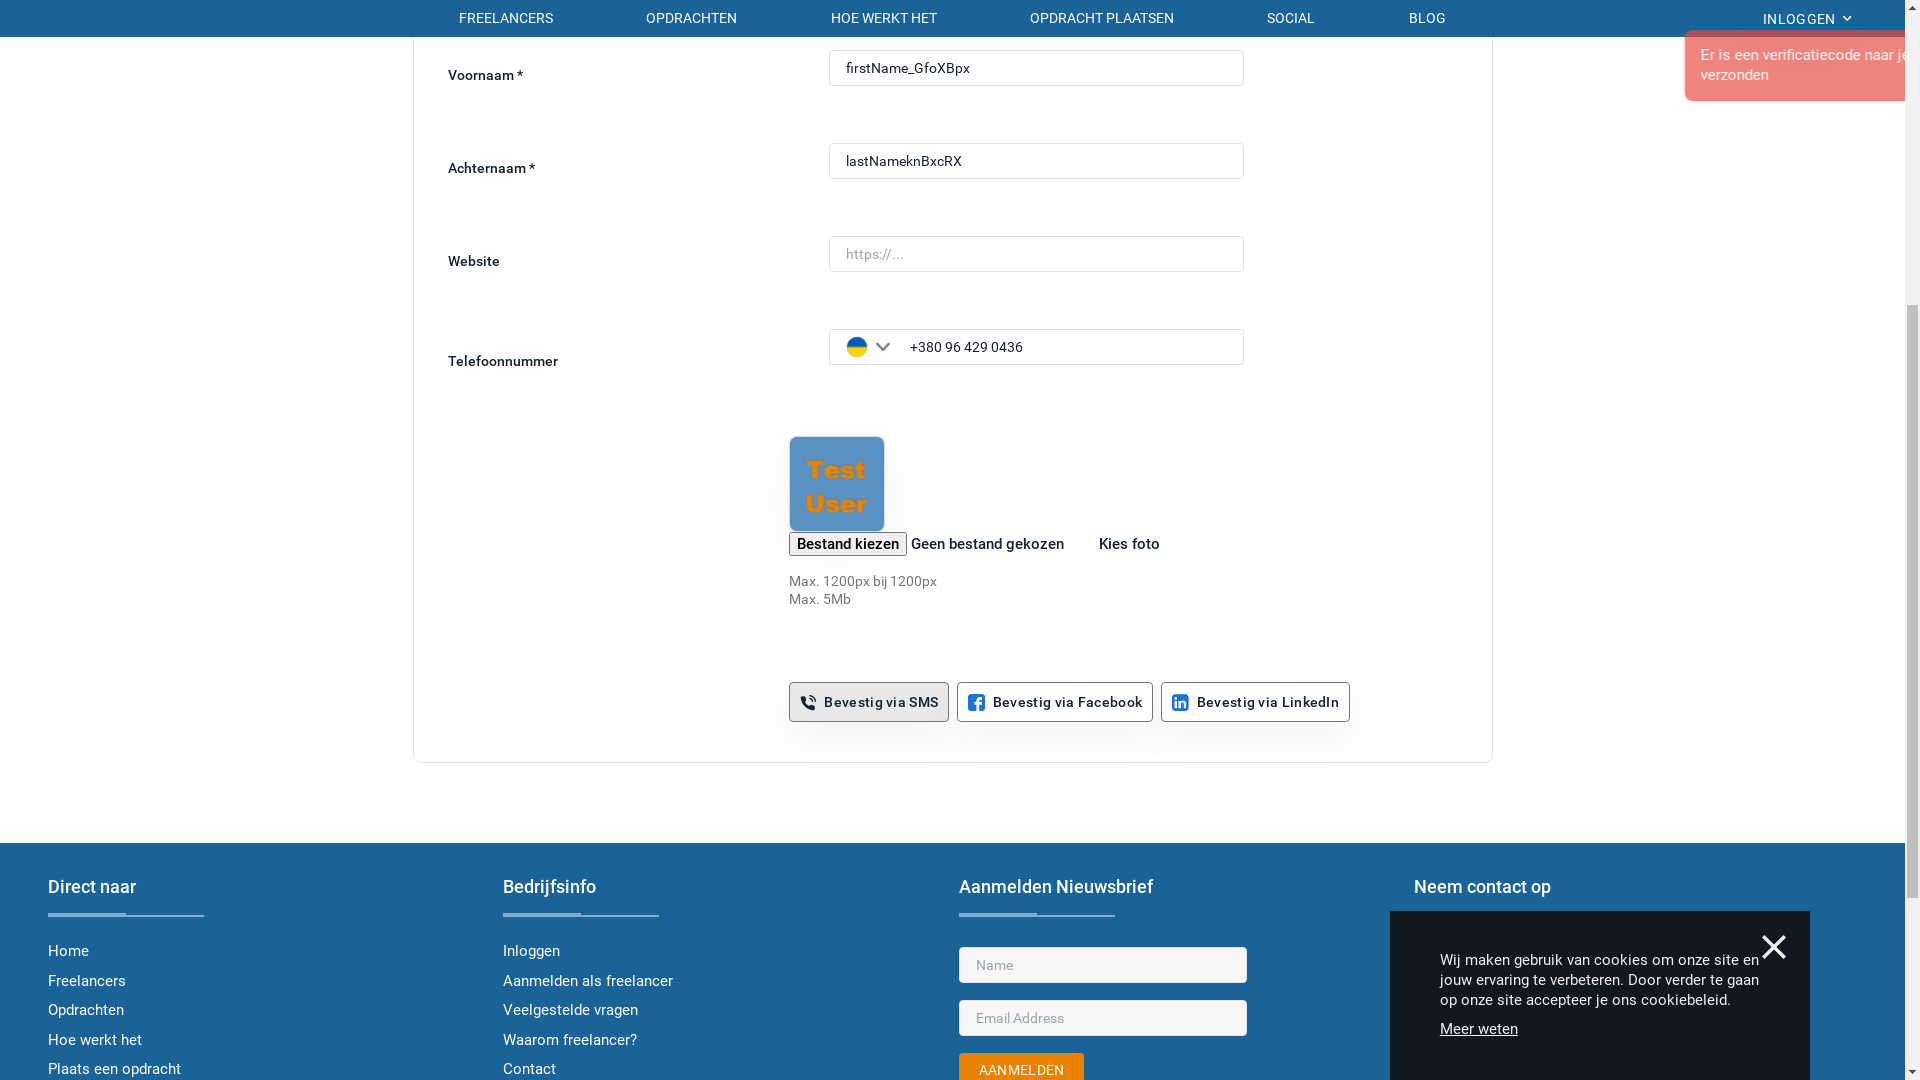 FREELANCERS
OPDRACHTEN
HOE WERKT HET
OPDRACHT PLAATSEN
SOCIAL
BLOG
INLOGGEN
Er is een verificatiecode naar je
verzonden
Voornaam *
firstName_GfoXBpx
Achternaam *
lastNameknBxcRX
Website
https://...
Telefoonnummer
+380 96 429 0436
Test
User
Bestand kiezen Geen bestand gekozen
Kies foto
Max. 1200px bij 1200px
Max. 5Mb
Bevestig via SMS
Bevestig via Facebook
Bevestig via LinkedIn
Direct naar
Home
Freelancers
Opdrachten
Hoe werkt het
Plaats een opdracht
Bedrijfsinfo
Inloggen
Aanmelden als freelancer
Veelgestelde vragen
Waarom freelancer?
Contact
Aanmelden Nieuwsbrief
Name
Email Address
AANMELDEN
Neem contact op
Wij maken gebruik van cookies om onze site en
jouw ervaring te verbeteren. Door verder te gaan
op onze site accepteer je ons cookiebeleid.
Meer weten